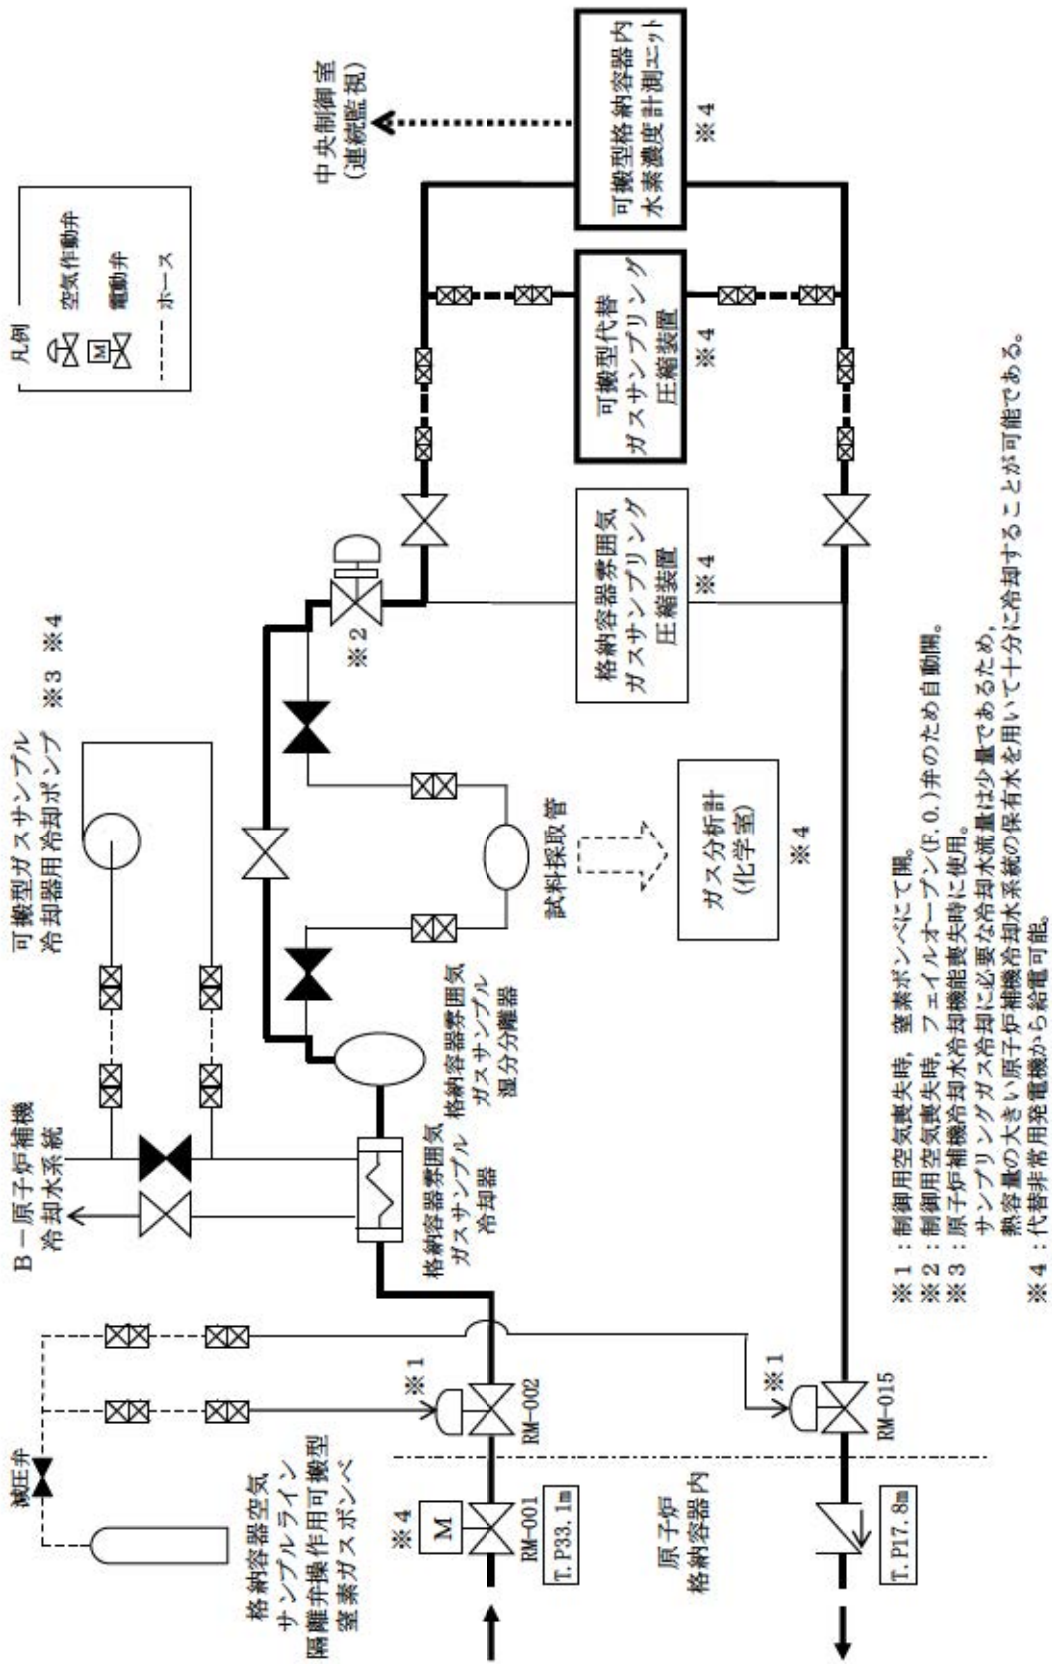 凡例
空気作動弁
M
電動弁
ホース
中央制御室
(連続監視)
可搬型格納容器内
水素濃度計測ユニット
※4
可搬型代替
ガスサンプリング
圧縮装置
※4
格納容器雰囲気
ガスサンプリング
圧縮装置
※4
※2
可搬型ガスサンプル
冷却器用冷却ポンプ
※3 ※4
試料採取管
ガス分析計
(化学室)
※4
B-原子炉補機
冷却水系統
格納容器雰囲気
ガスサンプル
冷却器
格納容器雰囲気
ガスサンプル
湿分分離器
減圧弁
格納容器空気
サンプルライン
隔離弁操作用可搬型
窒素ガスボンベ
※1
RM-002
※4
M
RM-001
T.P33.1m
※1
RM-015
原子炉
格納容器内
T.P17.8m
※1:制御用空気喪失時, 窒素ボンベにて開。
※2:制御用空気喪失時, フェイルオープン(F.O.)弁のため自動開。
※3:原子炉補機冷却水冷却機能喪失時に使用。
サンプリングガス冷却に必要な冷却水流量は少量であるため,
熱容量の大きい原子炉補機冷却水系統の保有水を用いて十分に冷却することが可能である。
※4:代替非常用発電機から給電可能。